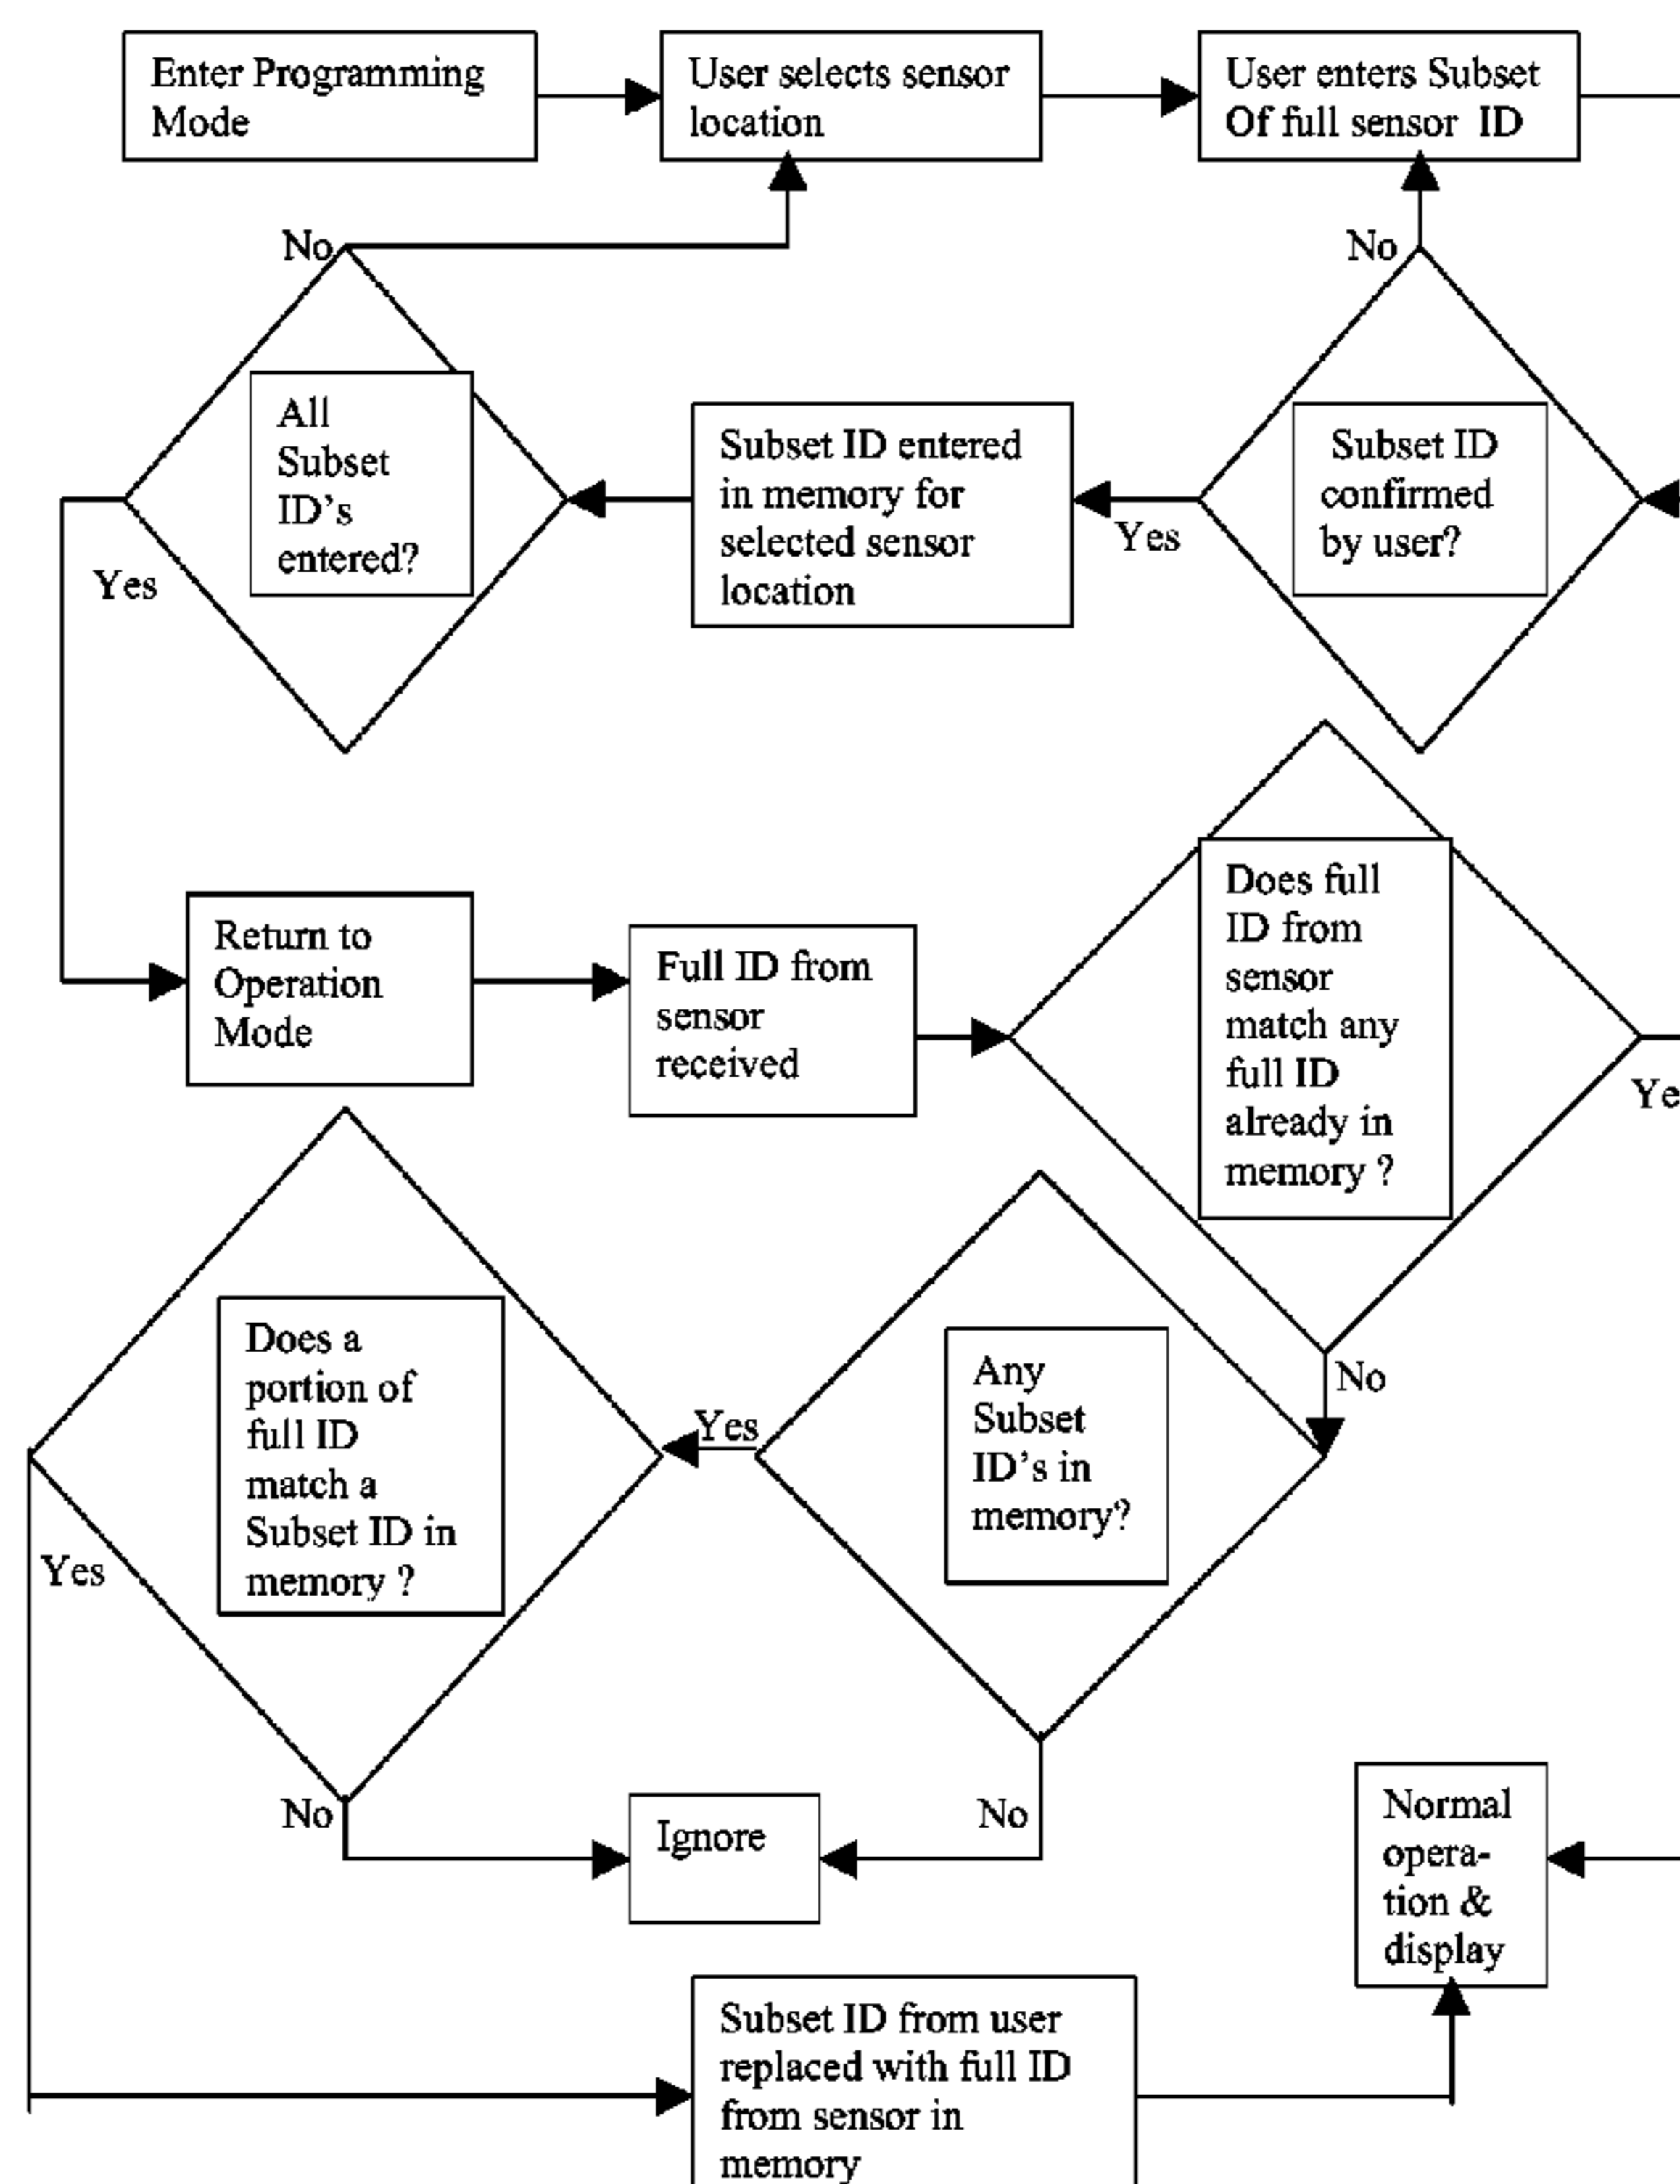 Enter Programming
Mode
User selects sensor
location
User enters Subset
Of full sensor ID
No
No
All
Subset
ID's
entered?
Subset ID entered
in memory for
selected sensor
location
Subset ID
confirmed
by user?
Yes
Yes
Return to
Operation
Mode
Full ID from
sensor
received
Does full
ID from
sensor
match any
full ID
already in
memory ?
Ye
Does a
portion of
full ID
match a
Subset ID in
memory ?
Yes
Any
Subset
ID's in
memory?
No
Yes
No
Ignore
No
Normal
opera-
tion &
display
Subset ID from user
replaced with full ID
from sensor in
memory